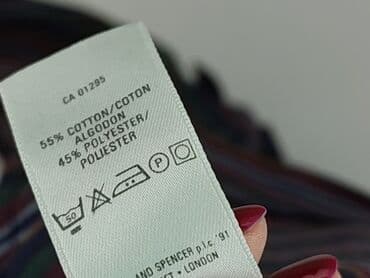 CA 01295
55% COTTON/COTON
ALGODON
45% POLYESTER/
POLIESTER
50
P
AND SPENCER p.l.c. '91
LONDON